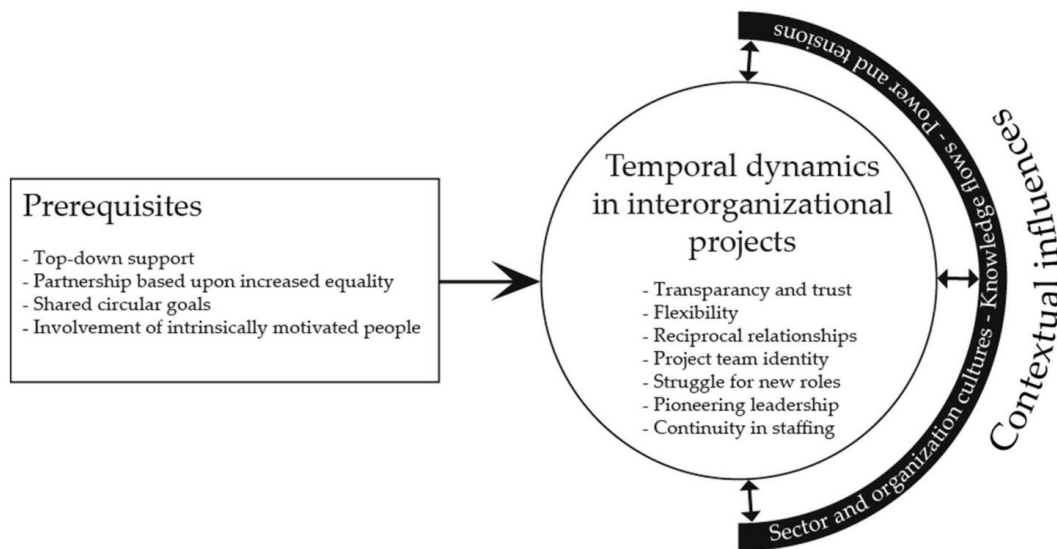 Prerequisites
- Top-down support
- Partnership based upon increased equality
- Shared circular goals
- Involvement of intrinsically motivated people
Temporal dynamics
in interorganizational
projects
- Transparancy and trust
- Flexibility
- Reciprocal relationships
- Project team identity
- Struggle for new roles
- Pioneering leadership
- Continuity in staffing
Sector and organization cultures - Knowledge flows - Power and tensions
Contextual influences